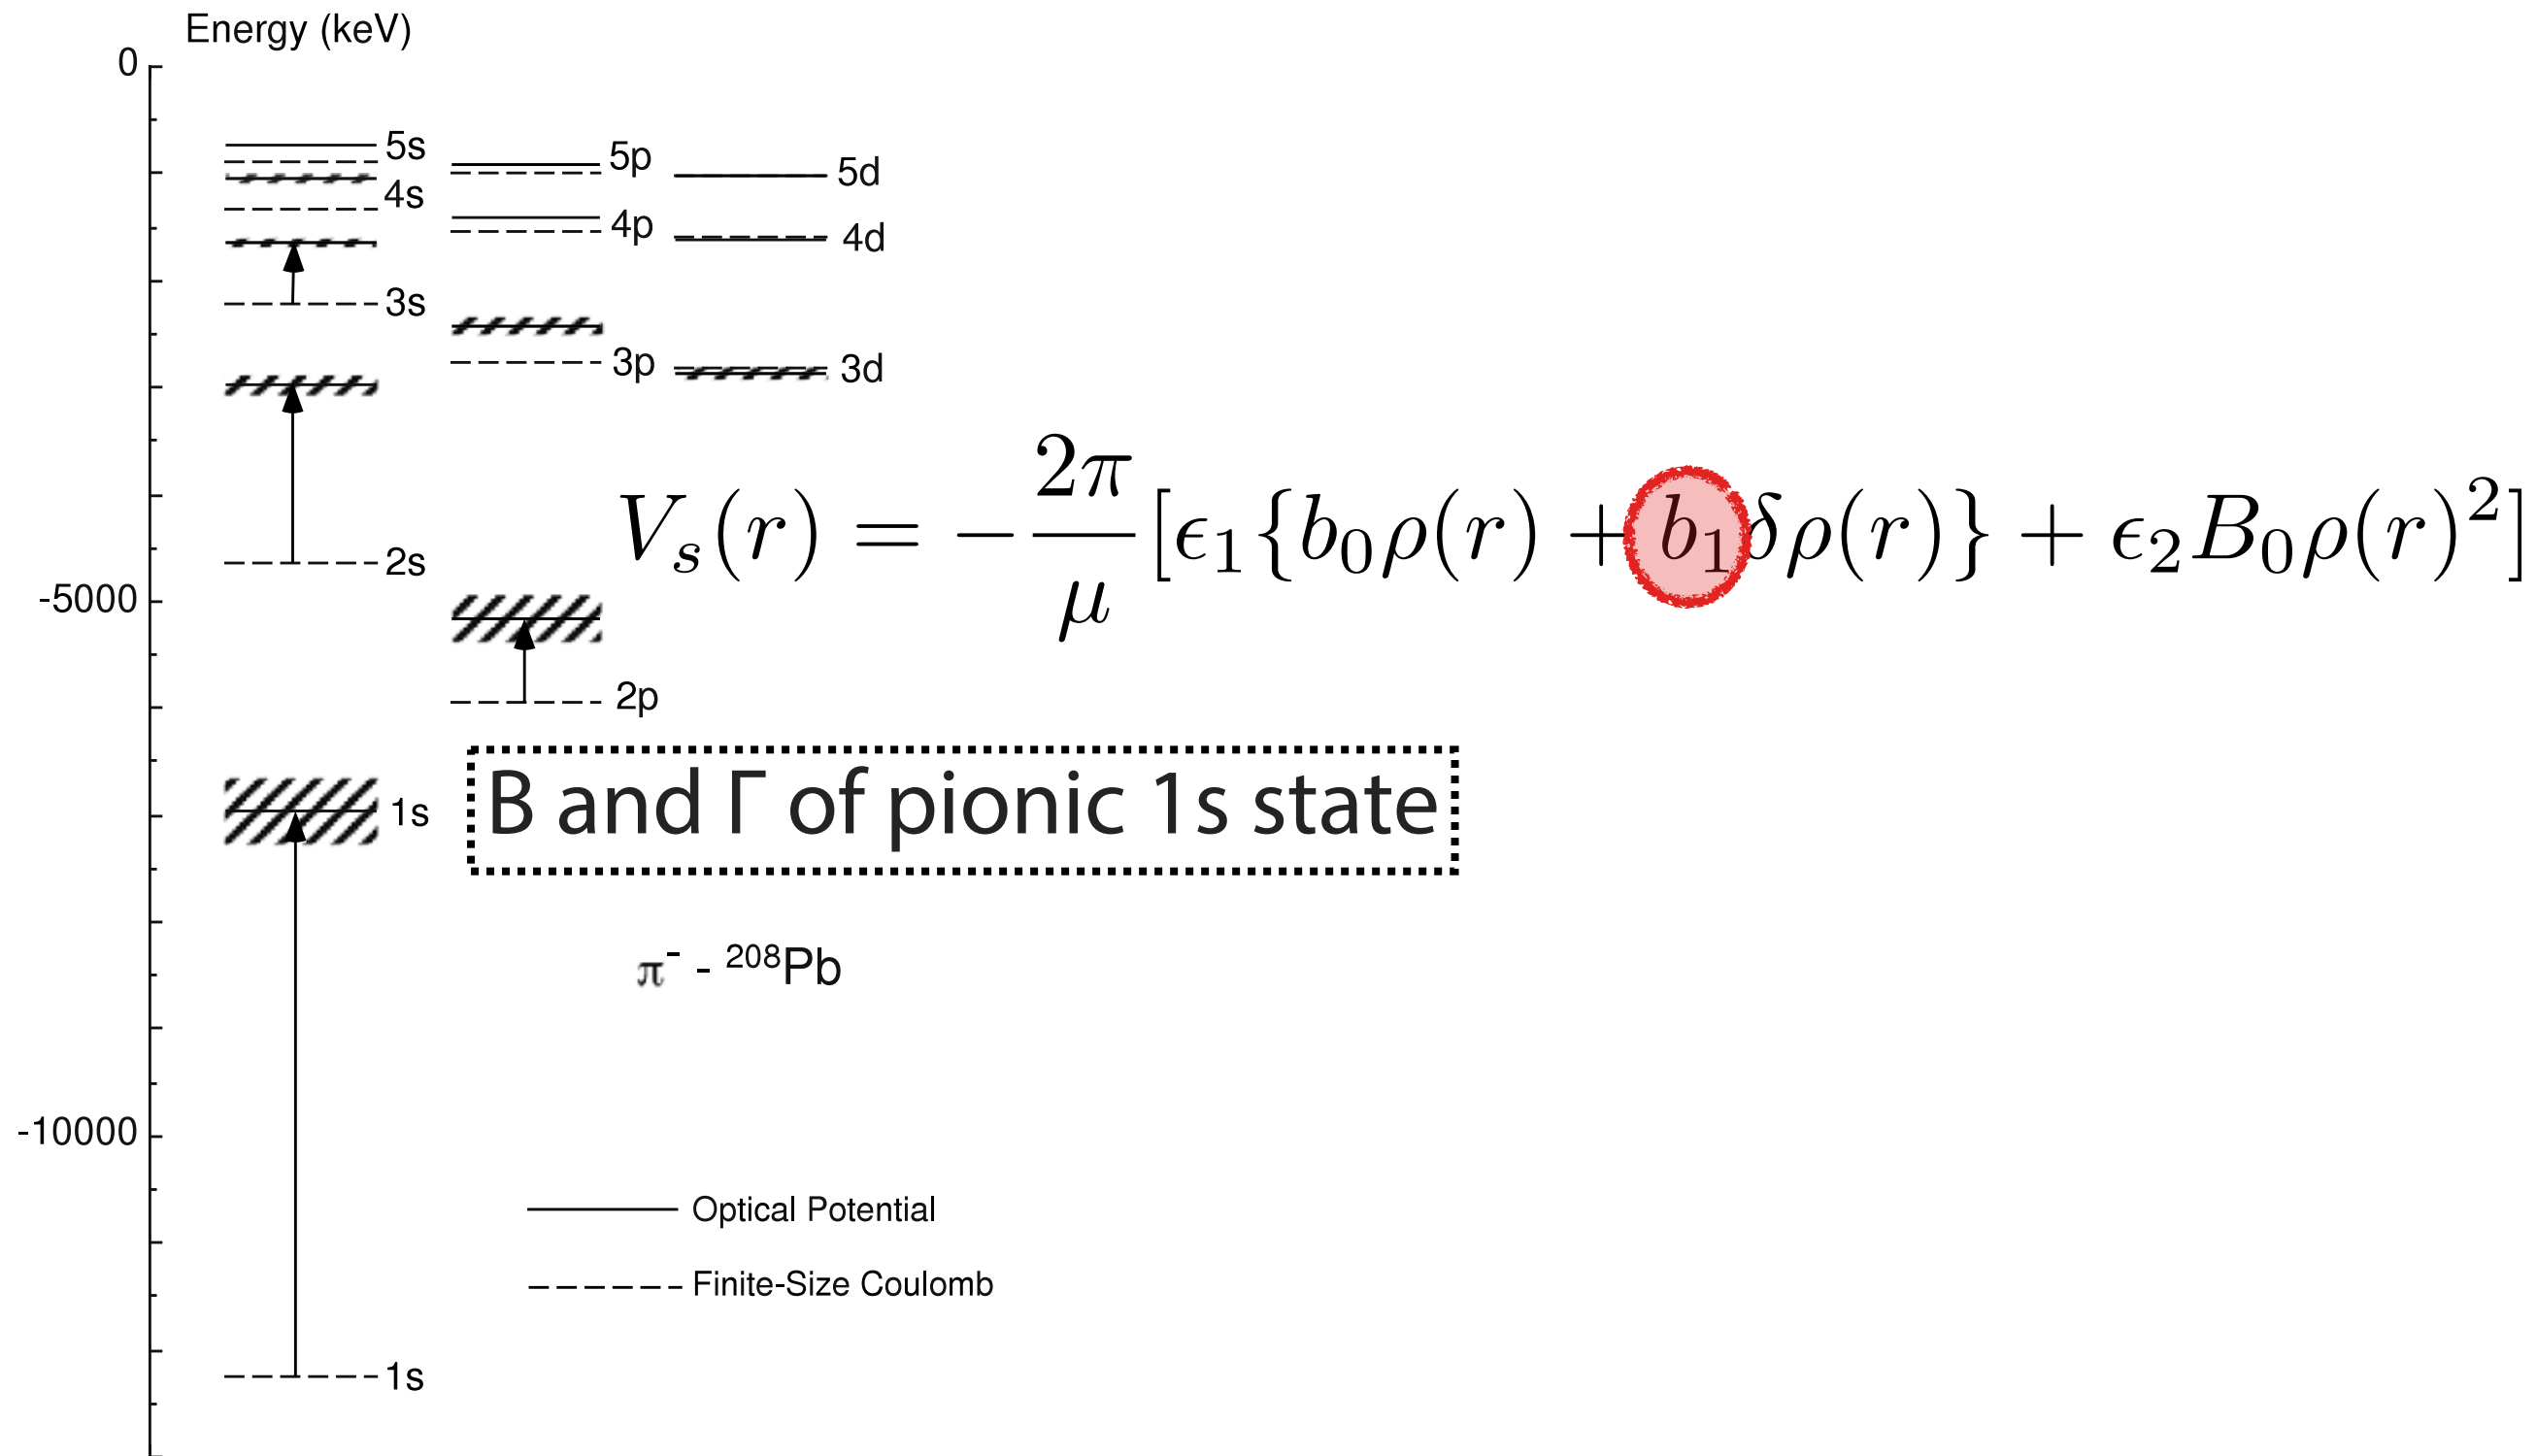 Energy (keV)
0
5s
5p
5d
4s
4p
4d
3s
3p
3d
V_s(r) = −\frac{2π}{μ}[ϵ_1{b_0ρ(r) + b_1δρ(r)} + ϵ_2B_0ρ(r)^2]
2s
-5000
2p
1s
B and Γ of pionic 1s state
π⁻ - ²⁰⁸Pb
-10000
Optical Potential
Finite-Size Coulomb
1s